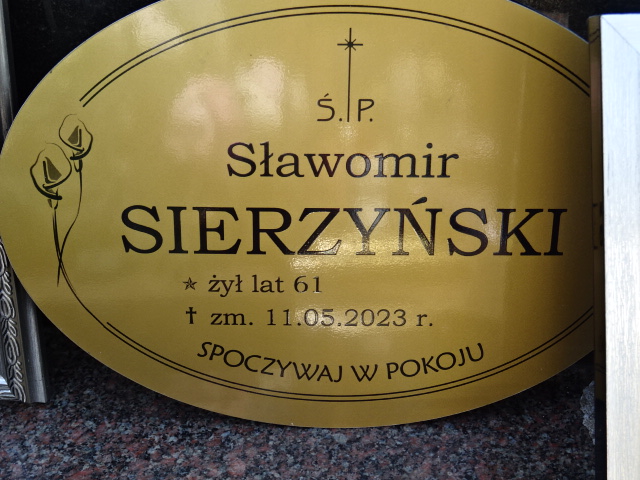 Ś. P.
Sławomir
SIERZYŃSKI
✯ żył lat 61
† zm. 11.05.2023 r.
SPOCZYWAJ W POKOJU